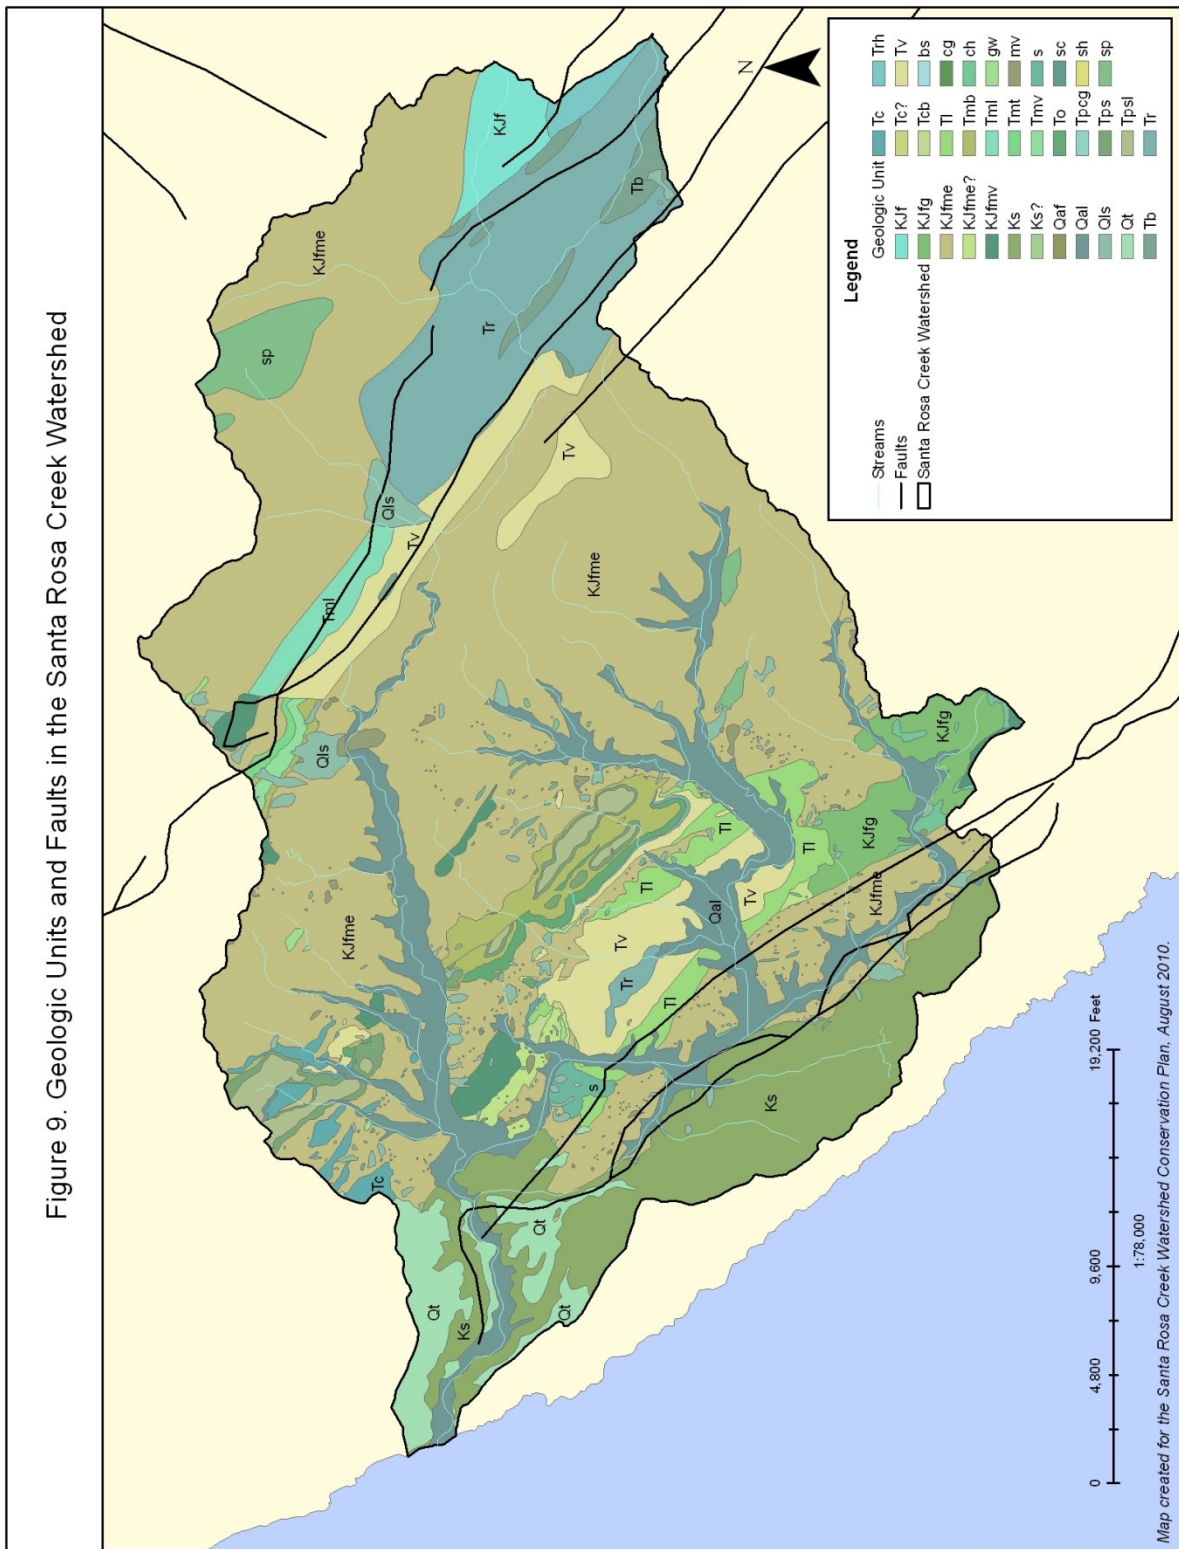 Figure 9. Geologic Units and Faults in the Santa Rosa Creek Watershed
KJfme
sp
KJf
Tr
Tb
Qls
Tml
Tv
Tv
KJfme
Qls
KJfme
Tl
Tl
Tl
Tl
Tv
Tv
Tr
Qal
KJfg
KJfg
KJfme
s
Tc
Qt
Qt
Qt
Ks
Ks
N
Legend
Streams
Faults
Santa Rosa Creek Watershed
Geologic Unit
KJf
KJfg
KJfme
KJfme?
KJfmv
Ks
Ks?
Qaf
Qal
Qls
Qt
Tb
Tc
Tc?
Tcb
Tl
Tmb
Tml
Tmt
Tmv
To
Tpcg
Tps
Tpsl
Tr
Trh
Tv
bs
cg
ch
gw
mv
s
sc
sh
sp
0 4,800 9,600 19,200 Feet
1:78,000
Map created for the Santa Rosa Creek Watershed Conservation Plan, August 2010.